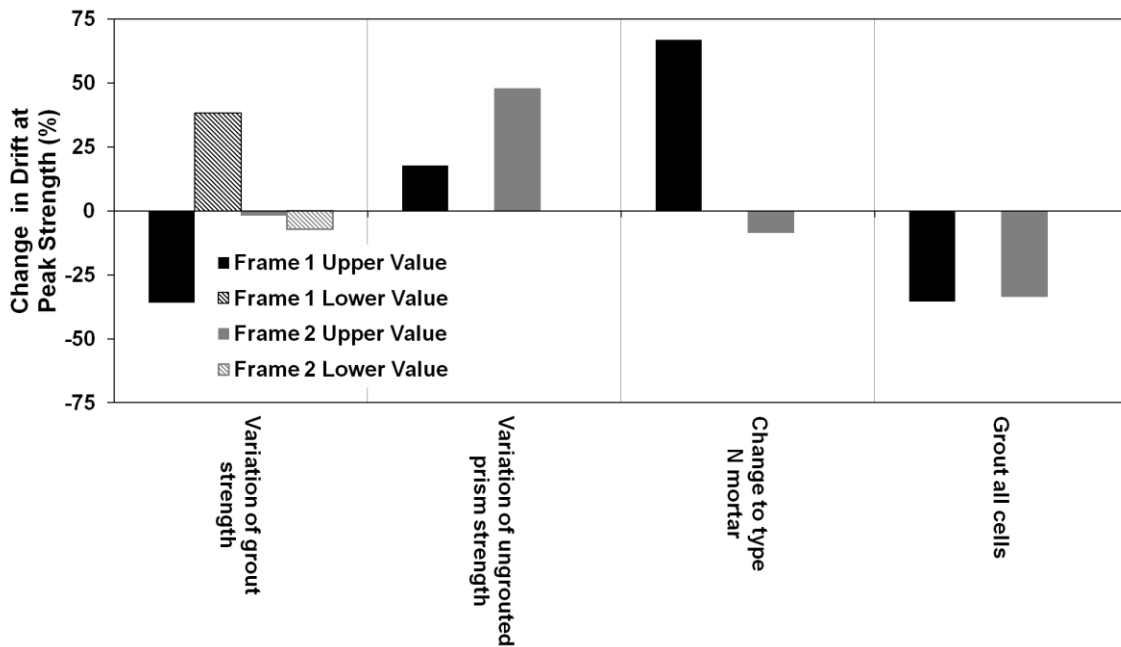 Change in Drift at
Peak Strength (%)
75
50
25
0
-25
-50
-75
Frame 1 Upper Value
Frame 1 Lower Value
Frame 2 Upper Value
Frame 2 Lower Value
Variation of grout
strength
Variation of ungrouted
prism strength
Change to type
N mortar
Grout all cells